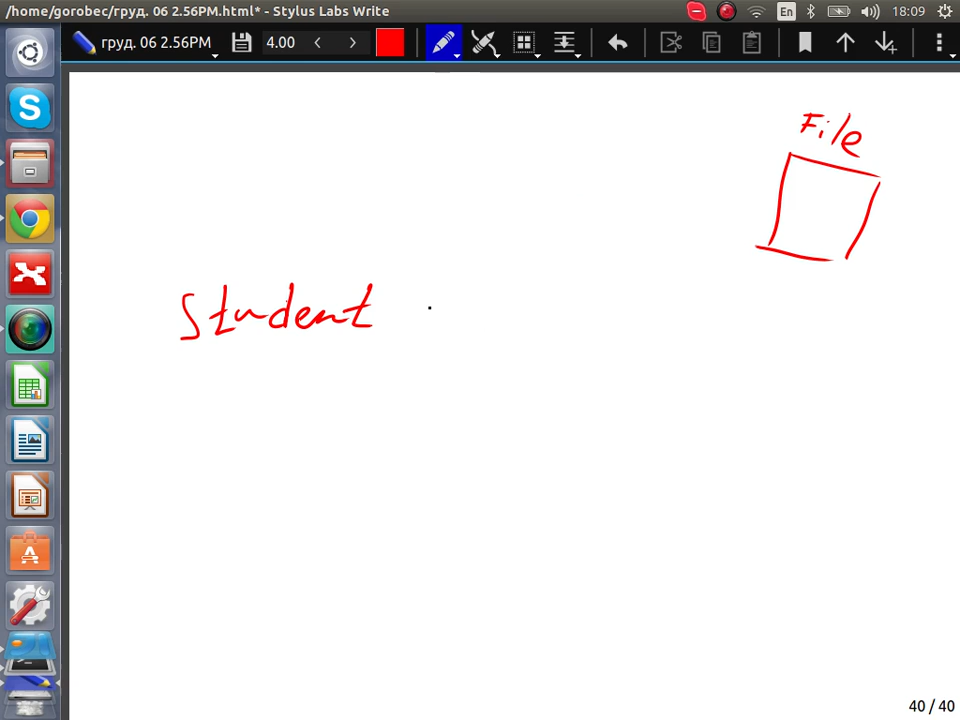 /home/gorobec/груд. 06 2.56PM.html* - Stylus Labs Write
En
18:09
груд. 06 2.56PM
4.00
File
Student
40 / 40